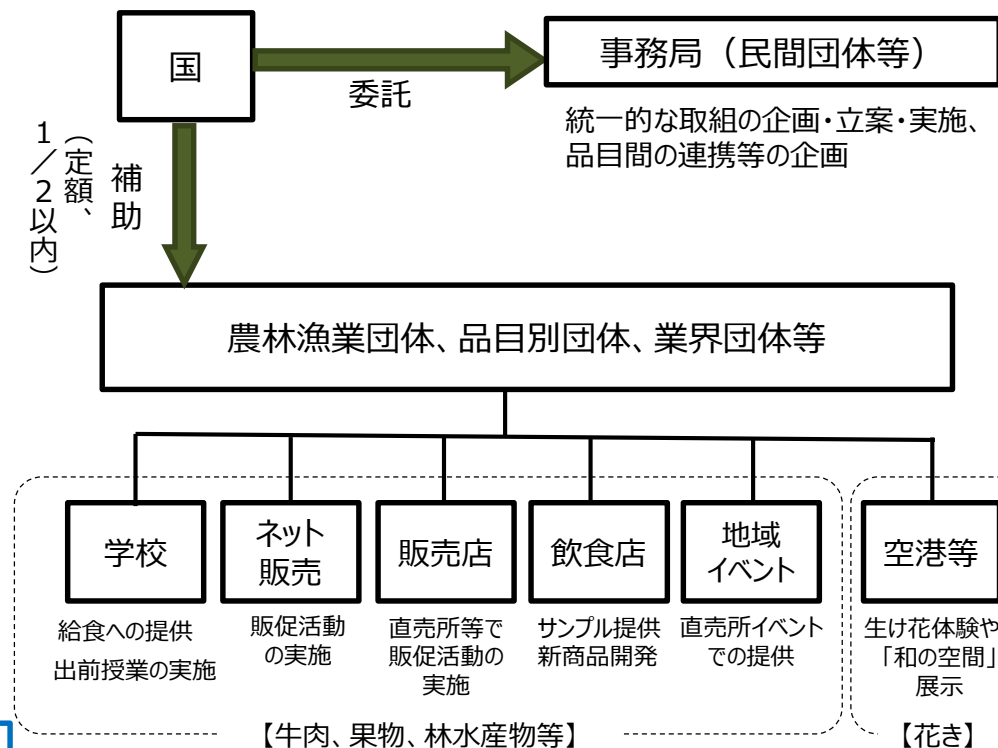 国
事務局（民間団体等）
委託
統一的な取組の企画・立案・実施、
品目間の連携等の企画
補助
（定額、
１／２以内）
農林漁業団体、品目別団体、業界団体等
学校
ネット
販売
販売店
飲食店
地域
イベント
空港等
給食への提供
出前授業の実施
販促活動
の実施
直売所等で
販促活動の
実施
サンプル提供
新商品開発
直売所イベント
での提供
生け花体験や
「和の空間」
展示
【牛肉、果物、林水産物等】
【花き】